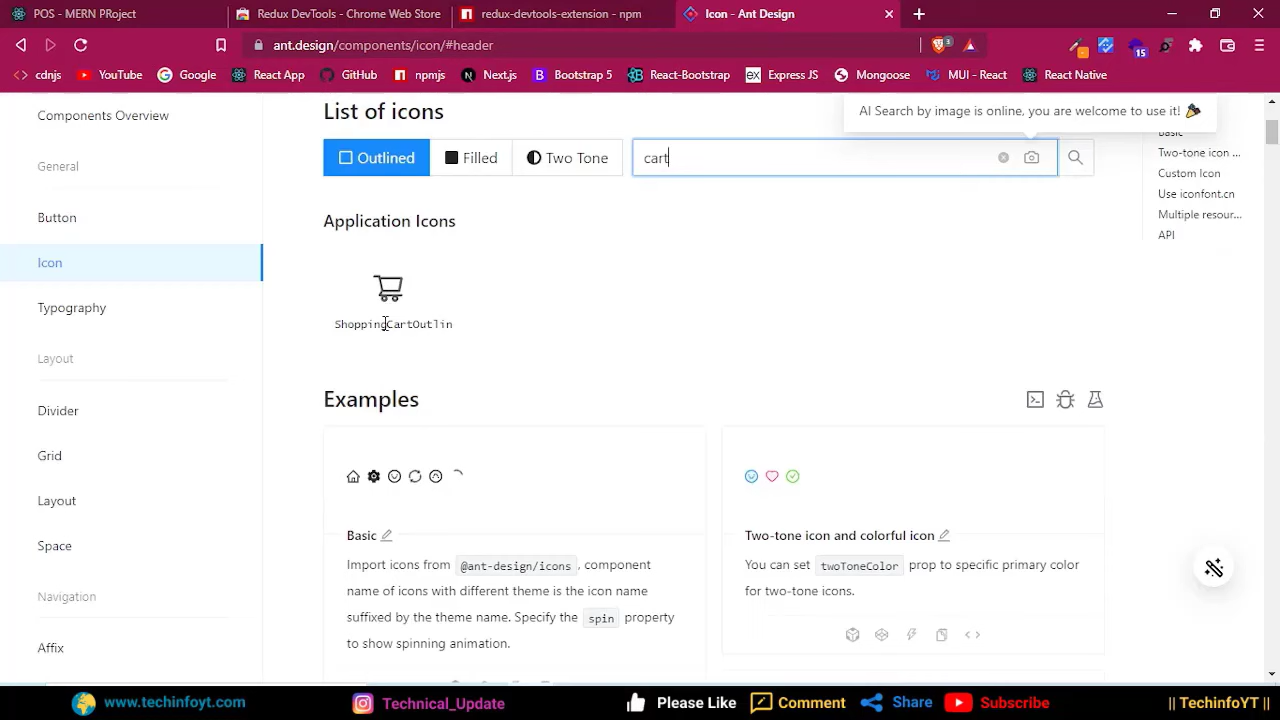 POS - MERN PRoject
Redux DevTools - Chrome Web Store
redux-devtools-extension - npm
Icon - Ant Design
ant.design/components/icon/#header
3
15
cdnjs
YouTube
Google
React App
GitHub
npmjs
Next.js
Bootstrap 5
React-Bootstrap
ex Express JS
Mongoose
MUI - React
React Native
Components Overview
General
Button
Icon
Typography
Layout
Divider
Grid
Layout
Space
Navigation
Affix
List of icons
AI Search by image is online, you are welcome to use it!
Outlined
Filled
Two Tone
cart
Application Icons
ShoppingCartOutlin
Examples
Basic
Import icons from @ant-design/icons, component
name of icons with different theme is the icon name
suffixed by the theme name. Specify the spin property
to show spinning animation.
Two-tone icon and colorful icon
You can set twoToneColor prop to specific primary color
for two-tone icons.
Basic
Two-tone icon ...
Custom Icon
Use iconfont.cn
Multiple resour...
API
www.techinfoyt.com
Technical_Update
Please Like
Comment
Share
Subscribe
|| TechinfoYT ||